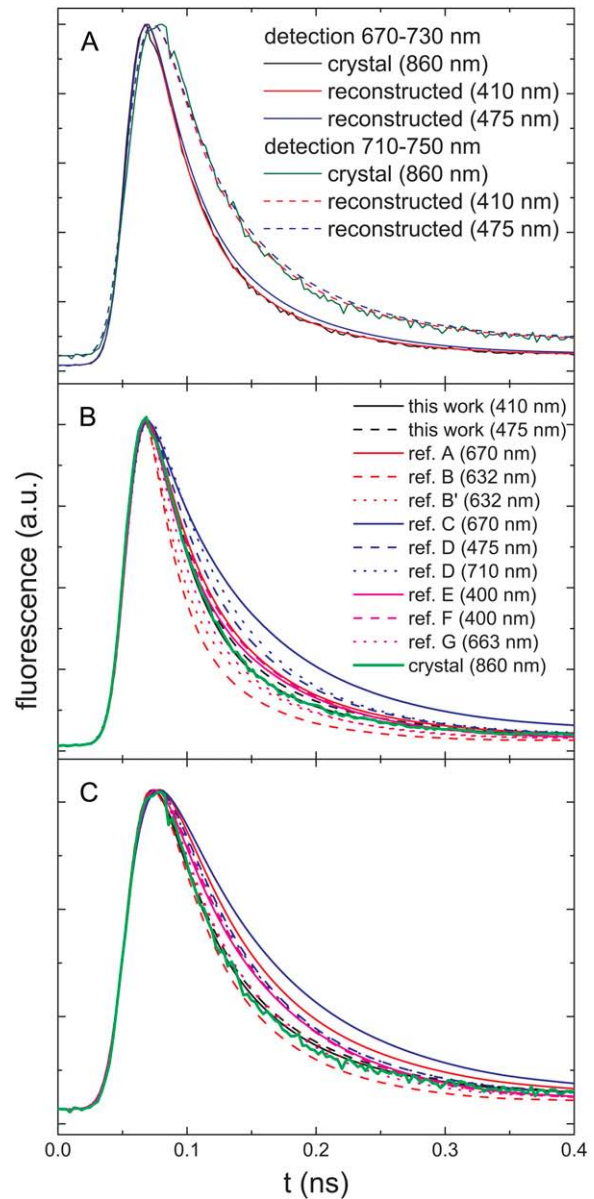 A
detection 670-730 nm
crystal (860 nm)
reconstructed (410 nm)
reconstructed (475 nm)
detection 710-750 nm
crystal (860 nm)
reconstructed (410 nm)
reconstructed (475 nm)
B
this work (410 nm)
this work (475 nm)
ref. A (670 nm)
ref. B (632 nm)
ref. B' (632 nm)
ref. C (670 nm)
ref. D (475 nm)
ref. D (710 nm)
ref. E (400 nm)
ref. F (400 nm)
ref. G (663 nm)
crystal (860 nm)
fluorescence (a.u.)
C
0.0 0.1 0.2 0.3 0.4
t (ns)